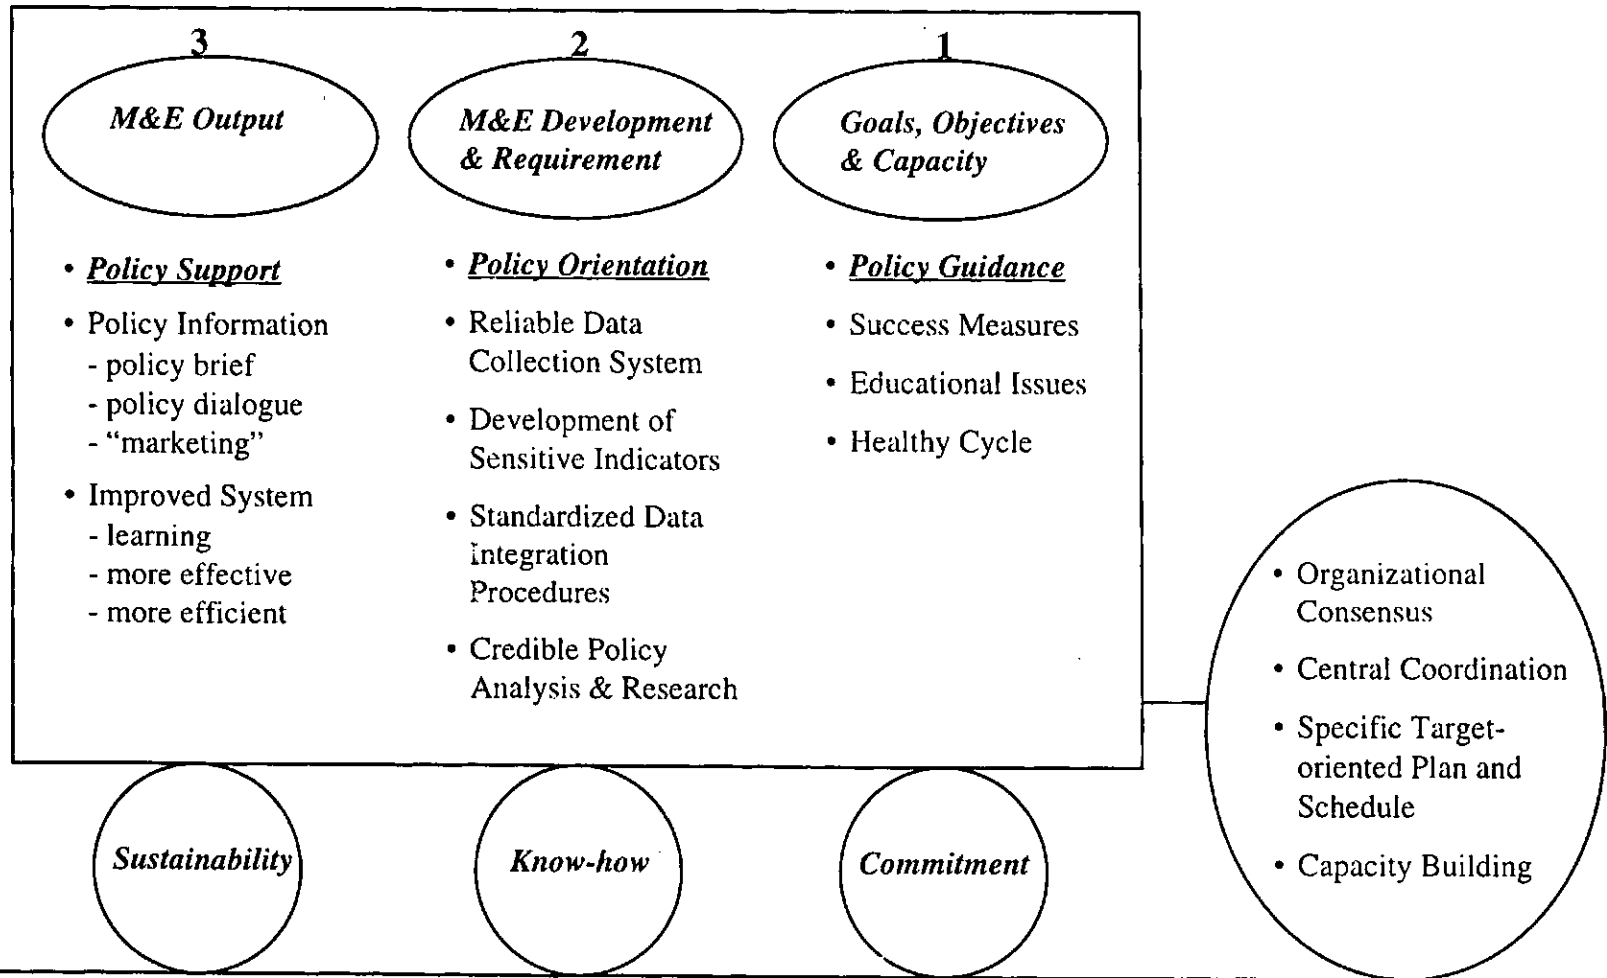 3
M&E Output
• Policy Support
• Policy Information
- policy brief
- policy dialogue
- “marketing”
• Improved System
- learning
- more effective
- more efficient
2
M&E Development
& Requirement
• Policy Orientation
• Reliable Data
Collection System
• Development of
Sensitive Indicators
• Standardized Data
Integration
Procedures
• Credible Policy
Analysis & Research
1
Goals, Objectives
& Capacity
• Policy Guidance
• Success Measures
• Educational Issues
• Healthy Cycle
• Organizational
Consensus
• Central Coordination
• Specific Target-
oriented Plan and
Schedule
• Capacity Building
Sustainability
Know-how
Commitment